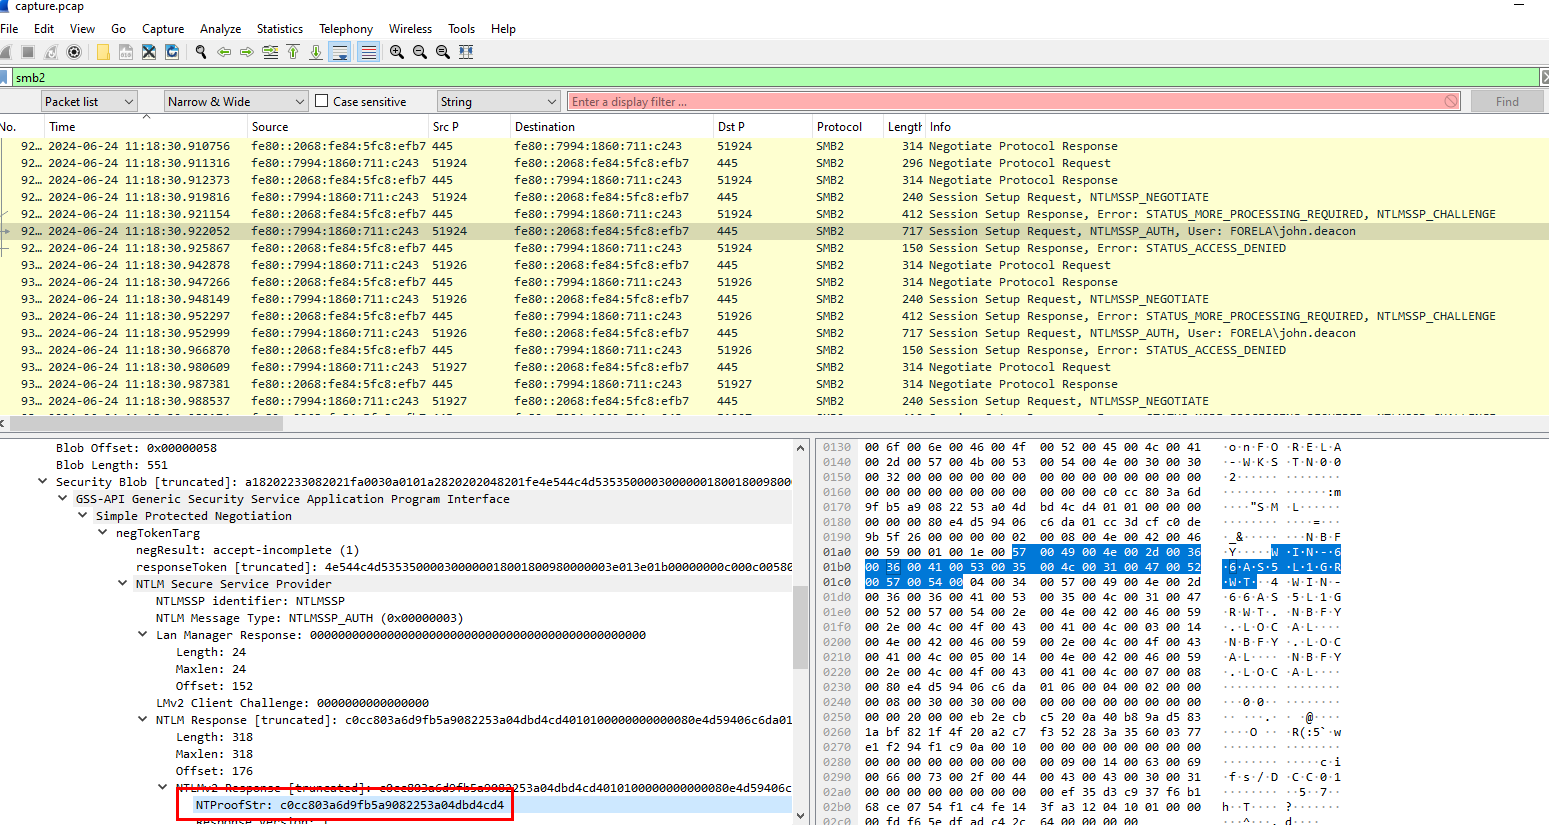 capture.pcap
File Edit View Go Capture Analyze Statistics Telephony Wireless Tools Help
smb2
Packet list Narrow & Wide Case sensitive String Enter a display filter ... Find
No. Time Source Src P Destination Dst P Protocol Length Info
92… 2024-06-24 11:18:30.910756 fe80::2068:fe84:5fc8:efb7 445 fe80::7994:1860:711:c243 51924 SMB2 314 Negotiate Protocol Response
92… 2024-06-24 11:18:30.911316 fe80::7994:1860:711:c243 51924 fe80::2068:fe84:5fc8:efb7 445 SMB2 296 Negotiate Protocol Request
92… 2024-06-24 11:18:30.912373 fe80::2068:fe84:5fc8:efb7 445 fe80::7994:1860:711:c243 51924 SMB2 314 Negotiate Protocol Response
92… 2024-06-24 11:18:30.919816 fe80::7994:1860:711:c243 51924 fe80::2068:fe84:5fc8:efb7 445 SMB2 240 Session Setup Request, NTLMSSP_NEGOTIATE
92… 2024-06-24 11:18:30.921154 fe80::2068:fe84:5fc8:efb7 445 fe80::7994:1860:711:c243 51924 SMB2 412 Session Setup Response, Error: STATUS_MORE_PROCESSING_REQUIRED, NTLMSSP_CHALLENGE
92… 2024-06-24 11:18:30.922052 fe80::7994:1860:711:c243 51924 fe80::2068:fe84:5fc8:efb7 445 SMB2 717 Session Setup Request, NTLMSSP_AUTH, User: FORELA\john.deacon
92… 2024-06-24 11:18:30.925867 fe80::2068:fe84:5fc8:efb7 445 fe80::7994:1860:711:c243 51924 SMB2 150 Session Setup Response, Error: STATUS_ACCESS_DENIED
93… 2024-06-24 11:18:30.942878 fe80::7994:1860:711:c243 51926 fe80::2068:fe84:5fc8:efb7 445 SMB2 314 Negotiate Protocol Request
93… 2024-06-24 11:18:30.947266 fe80::2068:fe84:5fc8:efb7 445 fe80::7994:1860:711:c243 51926 SMB2 314 Negotiate Protocol Response
93… 2024-06-24 11:18:30.948149 fe80::7994:1860:711:c243 51926 fe80::2068:fe84:5fc8:efb7 445 SMB2 240 Session Setup Request, NTLMSSP_NEGOTIATE
93… 2024-06-24 11:18:30.952297 fe80::2068:fe84:5fc8:efb7 445 fe80::7994:1860:711:c243 51926 SMB2 412 Session Setup Response, Error: STATUS_MORE_PROCESSING_REQUIRED, NTLMSSP_CHALLENGE
93… 2024-06-24 11:18:30.952999 fe80::7994:1860:711:c243 51926 fe80::2068:fe84:5fc8:efb7 445 SMB2 717 Session Setup Request, NTLMSSP_AUTH, User: FORELA\john.deacon
93… 2024-06-24 11:18:30.966870 fe80::2068:fe84:5fc8:efb7 445 fe80::7994:1860:711:c243 51926 SMB2 150 Session Setup Response, Error: STATUS_ACCESS_DENIED
93… 2024-06-24 11:18:30.980609 fe80::7994:1860:711:c243 51927 fe80::2068:fe84:5fc8:efb7 445 SMB2 314 Negotiate Protocol Request
93… 2024-06-24 11:18:30.987381 fe80::2068:fe84:5fc8:efb7 445 fe80::7994:1860:711:c243 51927 SMB2 314 Negotiate Protocol Response
93… 2024-06-24 11:18:30.988537 fe80::7994:1860:711:c243 51927 fe80::2068:fe84:5fc8:efb7 445 SMB2 240 Session Setup Request, NTLMSSP_NEGOTIATE
Blob Offset: 0x00000058
Blob Length: 551
Security Blob [truncated]: a18202233082021fa0030a0101a2820202048201fe4e544c4d5353500003000000180018009800
GSS-API Generic Security Service Application Program Interface
Simple Protected Negotiation
negTokenTarg
negResult: accept-incomplete (1)
responseToken [truncated]: 4e544c4d535350000300000018001800980000003e013e01b0000000c000c00580
NTLM Secure Service Provider
NTLMSSP identifier: NTLMSSP
NTLM Message Type: NTLMSSP_AUTH (0x00000003)
Lan Manager Response: 000000000000000000000000000000000000000000000000
Length: 24
Maxlen: 24
Offset: 152
LMv2 Client Challenge: 0000000000000000
NTLM Response [truncated]: c0cc803a6d9fb5a9082253a04dbd4cd4010100000000000080e4d59406c6da01
Length: 318
Maxlen: 318
Offset: 176
NTLMv2 Response [truncated]: c0cc803a6d9fb5a9082253a04dbd4cd4010100000000000080e4d59406c
NTProofStr: c0cc803a6d9fb5a9082253a04dbd4cd4
0130 00 6f 00 6e 00 46 00 4f 00 52 00 45 00 4c 00 41 ·o·n·F·O ·R·E·L·A
0140 00 2d 00 57 00 4b 00 53 00 54 00 4e 00 30 00 30 ·-·W·K·S ·T·N·0·0
0150 00 32 00 00 00 00 00 00 00 00 00 00 00 00 00 00 ·2······ ········
0160 00 00 00 00 00 00 00 00 00 00 00 c0 cc 80 3a 6d ········ ······:m
0170 9f b5 a9 08 22 53 a0 4d bd 4c d4 01 01 00 00 00 ····"S·M ·L······
0180 00 00 00 80 e4 d5 94 06 c6 da 01 cc 3d cf c0 de ········ ····=···
0190 9b 5f 26 00 00 00 00 02 00 08 00 4e 00 42 00 46 ·_&····· ···N·B·F
01a0 00 59 00 01 00 1e 00 57 00 49 00 4e 00 2d 00 36 ·Y·····W ·I·N·-·6
01b0 00 36 00 41 00 53 00 35 00 4c 00 31 00 47 00 52 ·6·A·S·5 ·L·1·G·R
01c0 00 57 00 54 00 04 00 34 00 57 00 49 00 4e 00 2d ·W·T···4 ·W·I·N·-
01d0 00 36 00 36 00 41 00 53 00 35 00 4c 00 31 00 47 ·6·6·A·S ·5·L·1·G
01e0 00 52 00 57 00 54 00 2e 00 4e 00 42 00 46 00 59 ·R·W·T·. ·N·B·F·Y
01f0 00 2e 00 4c 00 4f 00 43 00 41 00 4c 00 03 00 14 ·.·L·O·C ·A·L····
0200 00 4e 00 42 00 46 00 59 00 2e 00 4c 00 4f 00 43 ·N·B·F·Y ·.·L·O·C
0210 00 41 00 4c 00 05 00 14 00 4e 00 42 00 46 00 59 ·A·L···· ·N·B·F·Y
0220 00 2e 00 4c 00 4f 00 43 00 41 00 4c 00 07 00 08 ·.·L·O·C ·A·L····
0230 00 80 e4 d5 94 06 c6 da 01 06 00 04 00 02 00 00 ········ ········
0240 00 08 00 30 00 30 00 00 00 00 00 00 00 00 00 00 ···0·0·· ········
0250 00 00 20 00 00 eb 2e cb c5 20 0a 40 b8 9a d5 83 ·· ···.· · ·@····
0260 1a bf 82 1f 4f 20 a2 c7 f3 52 28 3a 35 60 03 77 ····O ·· ·R(:5`·w
0270 e1 f2 94 f1 c9 0a 00 10 00 00 00 00 00 00 00 00 ········ ········
0280 00 00 00 00 00 00 00 00 00 09 00 14 00 63 00 69 ········ ·····c·i
0290 00 66 00 73 00 2f 00 44 00 43 00 43 00 30 00 31 ·f·s·/·D ·C·C·0·1
02a0 00 00 00 00 00 00 00 00 00 00 ef 35 d3 c9 37 f6 b1
02b0 68 ce 07 54 f1 c4 fe 14 3f a3 12 04 10 01 00 00 h··T···· ?·······